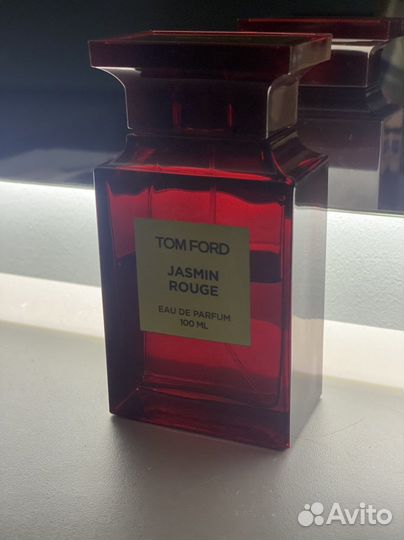 TOM FORD
JASMIN
ROUGE
EAU DE PARFUM
100 ML
Avito